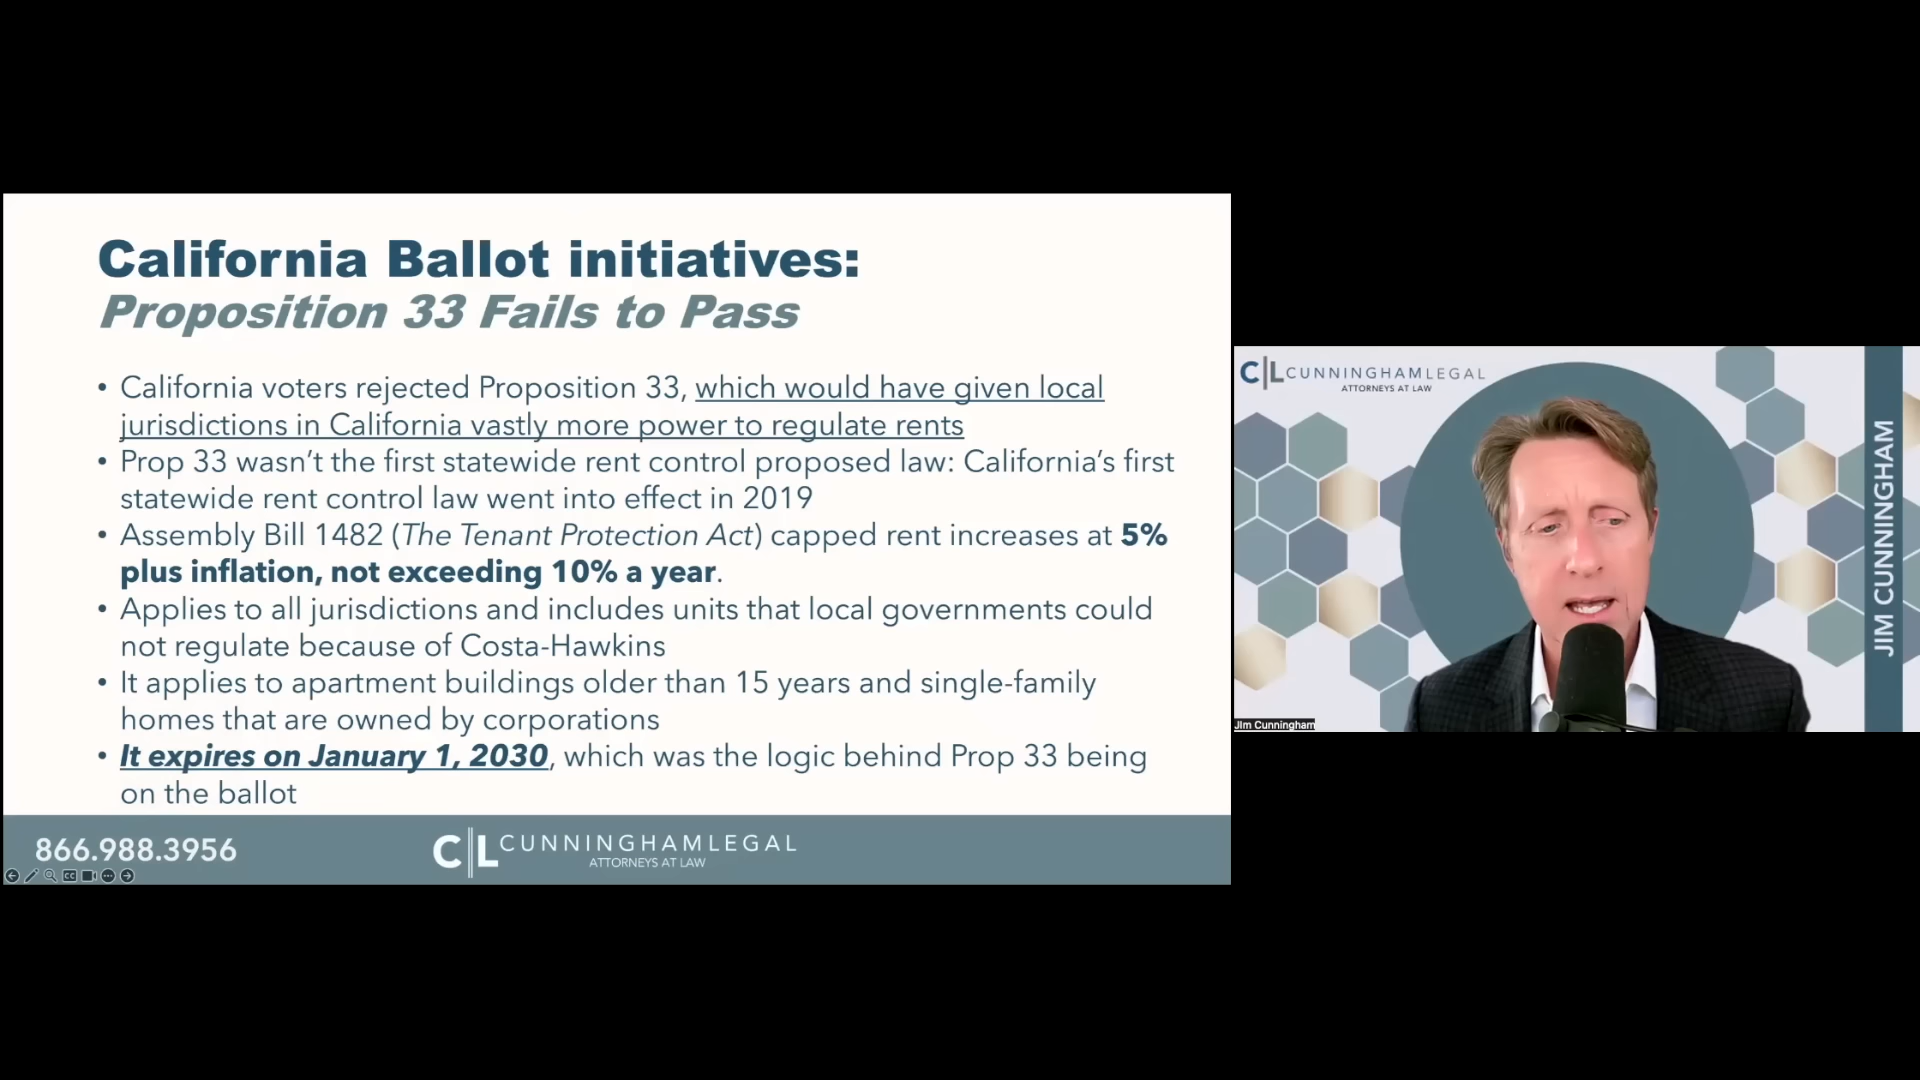 California Ballot initiatives:
Proposition 33 Fails to Pass
• California voters rejected Proposition 33, which would have given local
jurisdictions in California vastly more power to regulate rents
• Prop 33 wasn’t the first statewide rent control proposed law: California’s first
statewide rent control law went into effect in 2019
• Assembly Bill 1482 (The Tenant Protection Act) capped rent increases at 5%
plus inflation, not exceeding 10% a year.
• Applies to all jurisdictions and includes units that local governments could
not regulate because of Costa-Hawkins
• It applies to apartment buildings older than 15 years and single-family
homes that are owned by corporations
• It expires on January 1, 2030, which was the logic behind Prop 33 being
on the ballot
866.988.3956
CL CUNNINGHAMLEGAL
ATTORNEYS AT LAW
CL CUNNINGHAMLEGAL
ATTORNEYS AT LAW
JIM CUNNINGHAM
JIm Cunningham